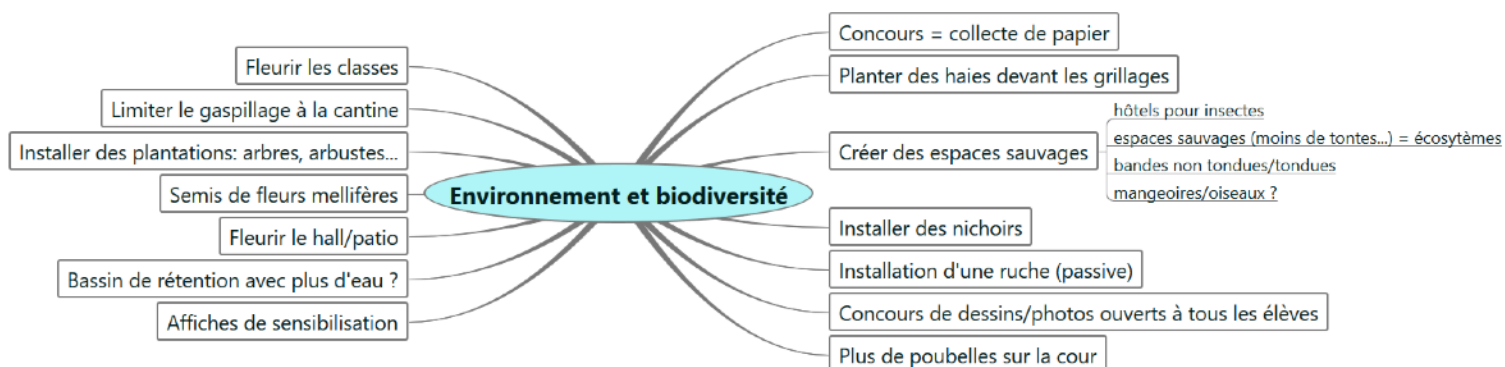 Fleurir les classes
Limiter le gaspillage à la cantine
Installer des plantations: arbres, arbustes...
Semis de fleurs mellifères
Fleurir le hall/patio
Bassin de rétention avec plus d'eau ?
Affiches de sensibilisation
Environnement et biodiversité
Concours = collecte de papier
Planter des haies devant les grillages
Créer des espaces sauvages
hôtels pour insectes
espaces sauvages (moins de tontes...) = écosytèmes
bandes non tondues/tondues
mangeoires/oiseaux ?
Installer des nichoirs
Installation d'une ruche (passive)
Concours de dessins/photos ouverts à tous les élèves
Plus de poubelles sur la cour